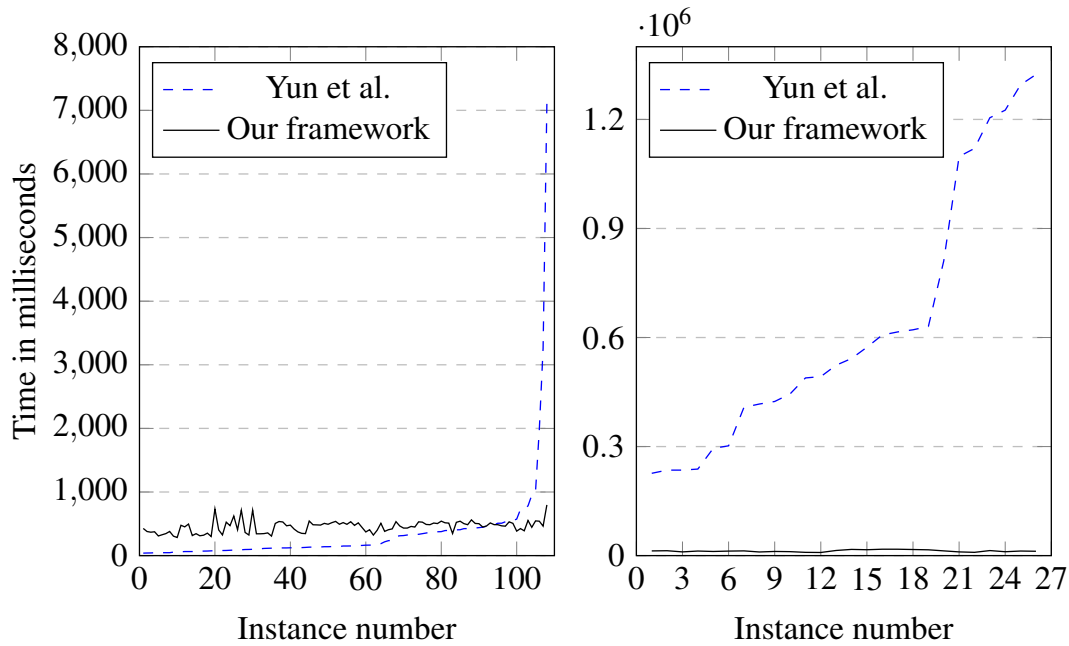 ·10⁶
8,000
7,000
6,000
5,000
4,000
3,000
2,000
1,000
0
Time in milliseconds
Yun et al.
Our framework
0 20 40 60 80 100
Instance number
1.2
0.9
0.6
0.3
0
Yun et al.
Our framework
0 3 6 9 12 15 18 21 24 27
Instance number